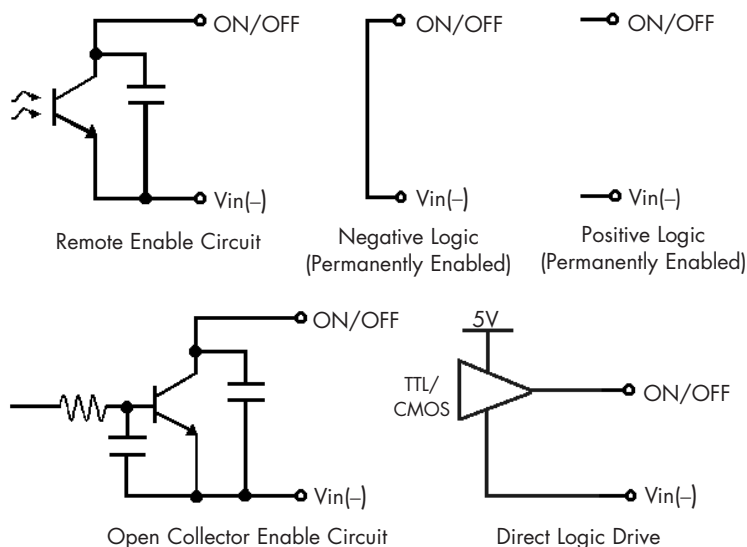 ON/OFF
Vin(–)
Remote Enable Circuit
ON/OFF
Vin(–)
Negative Logic
(Permanently Enabled)
ON/OFF
Vin(–)
Positive Logic
(Permanently Enabled)
ON/OFF
Vin(–)
Open Collector Enable Circuit
5V
TTL/
CMOS
ON/OFF
Vin(–)
Direct Logic Drive